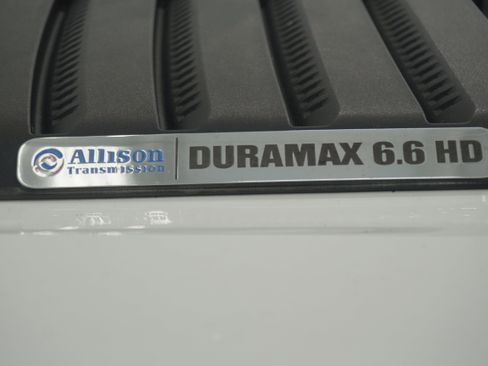 Allison DURAMAX 6.6 HD
Transmission